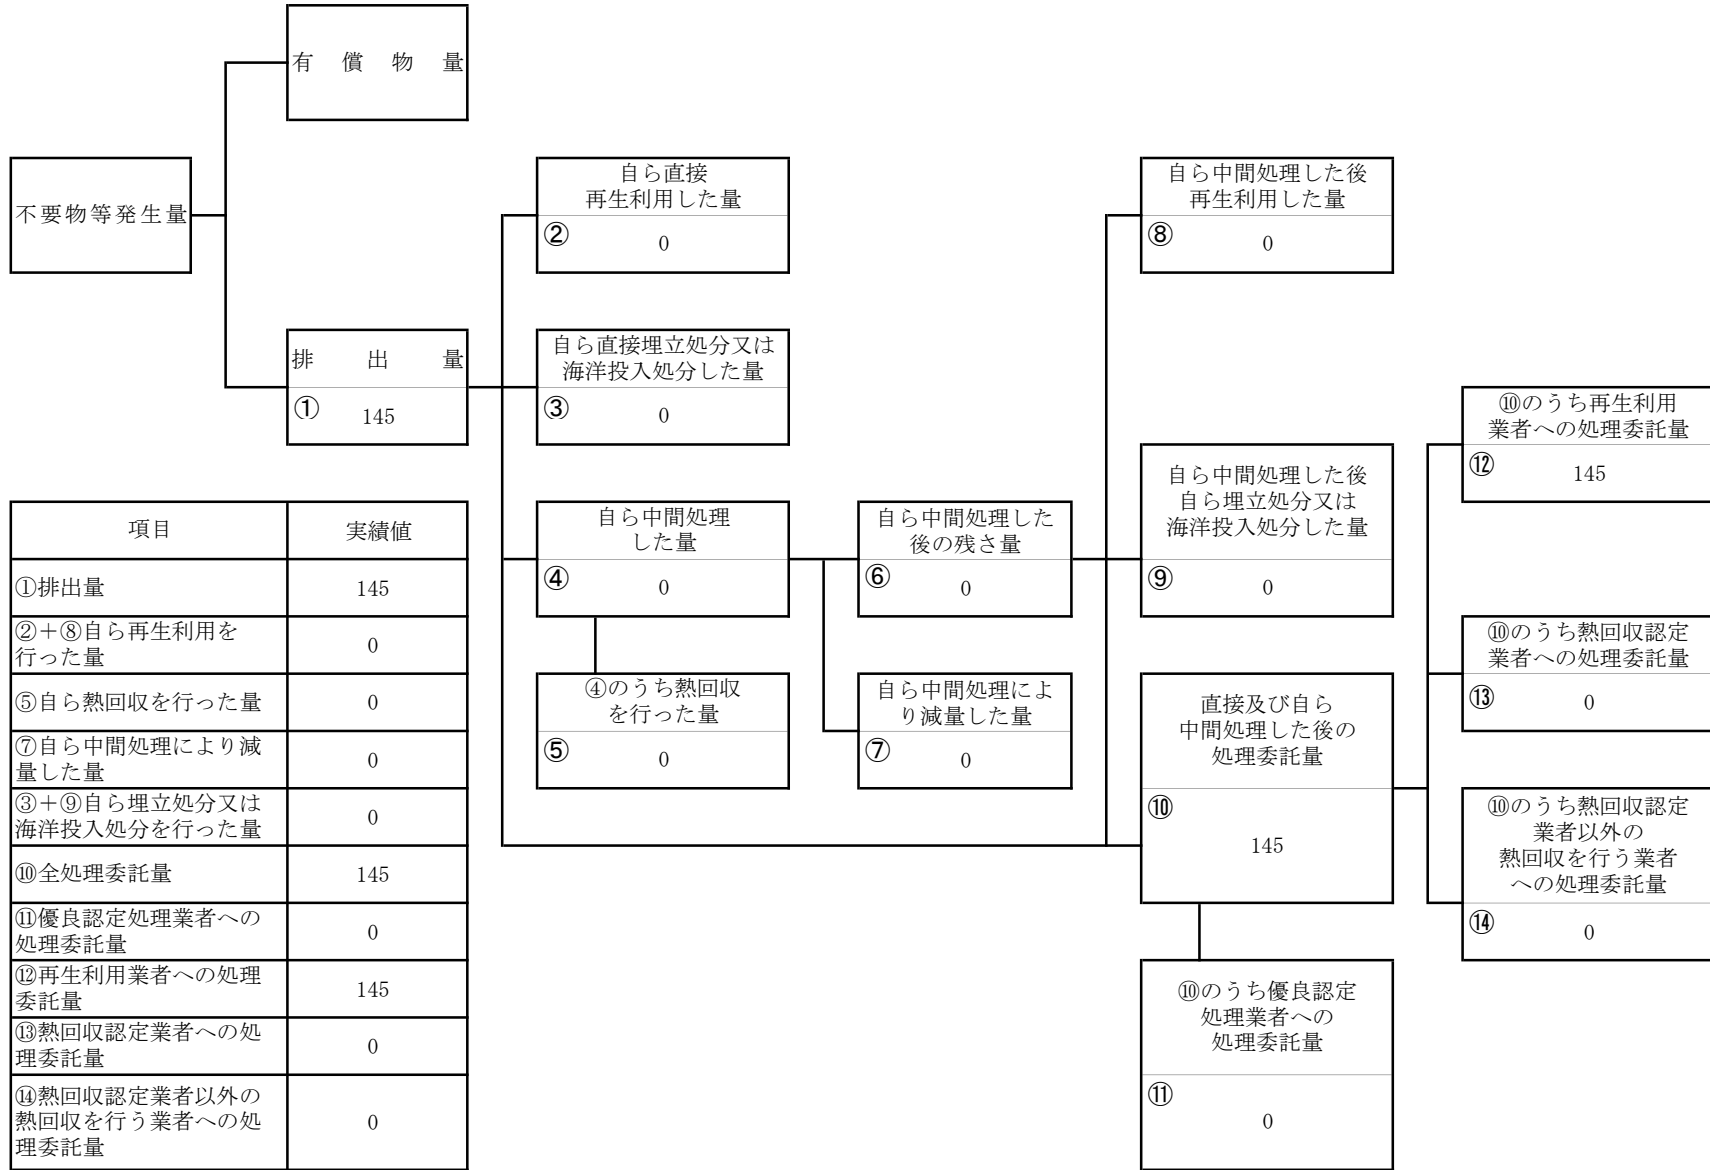 有償物量
不要物等発生量
自ら直接
再生利用した量
②
0
自ら中間処理した後
再生利用した量
⑧
0
排出量
①
145
自ら直接埋立処分又は
海洋投入処分した量
③
0
⑩のうち再生利用
業者への処理委託量
⑫
145
自ら中間処理
した量
④
0
自ら中間処理した
後の残さ量
⑥
0
自ら中間処理した後
自ら埋立処分又は
海洋投入処分した量
⑨
0
④のうち熱回収
を行った量
⑤
0
自ら中間処理によ
り減量した量
⑦
0
直接及び自ら
中間処理した後の
処理委託量
⑩
145
⑩のうち熱回収認定
業者への処理委託量
⑬
0
⑩のうち熱回収認定
業者以外の
熱回収を行う業者
への処理委託量
⑭
0
⑩のうち優良認定
処理業者への
処理委託量
⑪
0
項目 実績値
①排出量 145
②+⑧自ら再生利用を
行った量 0
⑤自ら熱回収を行った量 0
⑦自ら中間処理により減
量した量 0
③+⑨自ら埋立処分又は
海洋投入処分を行った量 0
⑩全処理委託量 145
⑪優良認定処理業者への
処理委託量 0
⑫再生利用業者への処理
委託量 145
⑬熱回収認定業者への処
理委託量 0
⑭熱回収認定業者以外の
熱回収を行う業者への処
理委託量 0